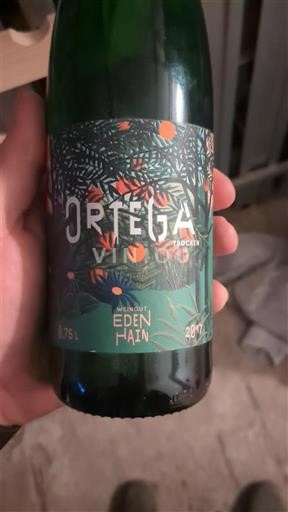 ORTEGA
TROCKEN
WEINGUT
EDEN
HAIN
0,75 L
2017